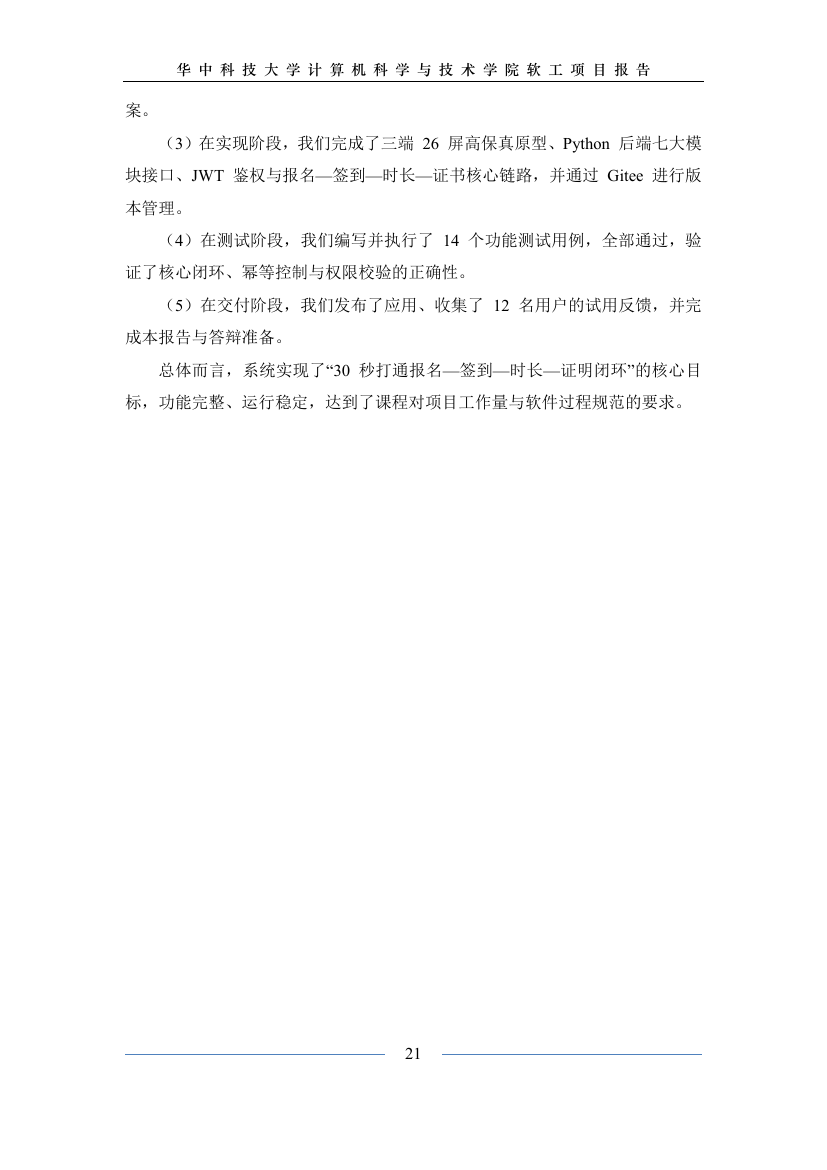 华中科技大学计算机科学与技术学院软工项目报告
案。
（3）在实现阶段，我们完成了三端 26 屏高保真原型、Python 后端七大模
块接口、JWT 鉴权与报名—签到—时长—证书核心链路，并通过 Gitee 进行版
本管理。
（4）在测试阶段，我们编写并执行了 14 个功能测试用例，全部通过，验
证了核心闭环、幂等控制与权限校验的正确性。
（5）在交付阶段，我们发布了应用、收集了 12 名用户的试用反馈，并完
成本报告与答辩准备。
总体而言，系统实现了“30 秒打通报名—签到—时长—证明闭环”的核心目
标，功能完整、运行稳定，达到了课程对项目工作量与软件过程规范的要求。
21